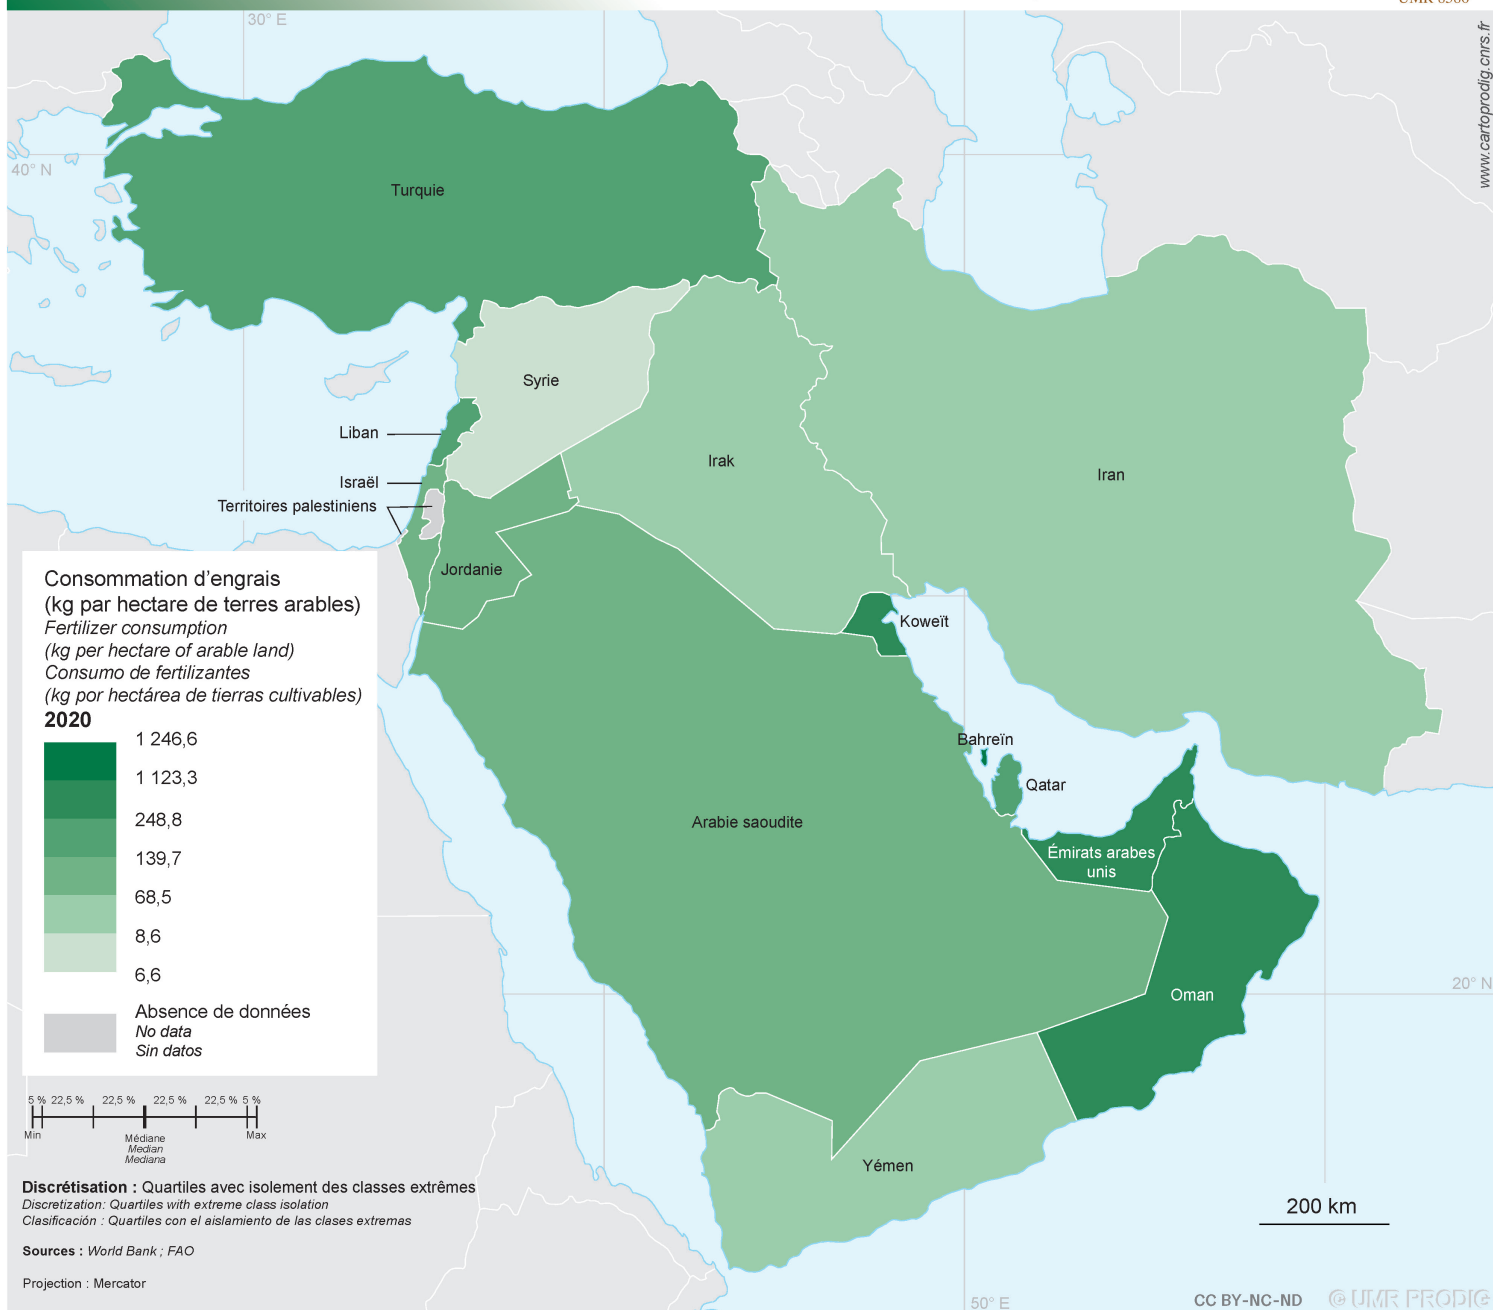 30° E
www.cartoprodig.cnrs.fr
40° N
Turquie
Syrie
Liban
Irak
Iran
Israël
Territoires palestiniens
Jordanie
Koweït
Bahreïn
Qatar
Arabie saoudite
Émirats arabes
unis
Oman
20° N
Yémen
Consommation d'engrais
(kg par hectare de terres arables)
Fertilizer consumption
(kg per hectare of arable land)
Consumo de fertilizantes
(kg por hectárea de tierras cultivables)
2020
1 246,6
1 123,3
248,8
139,7
68,5
8,6
6,6
Absence de données
No data
Sin datos
5 % 22,5 % 22,5 % 22,5 % 22,5 % 5 %
Min Max
Médiane
Median
Mediana
Discrétisation : Quartiles avec isolement des classes extrêmes
Discretization: Quartiles with extreme class isolation
Clasificación : Quartiles con el aislamiento de las clases extremas
Sources : World Bank ; FAO
Projection : Mercator
200 km
50° E
CC BY-NC-ND © UMR PRODIG